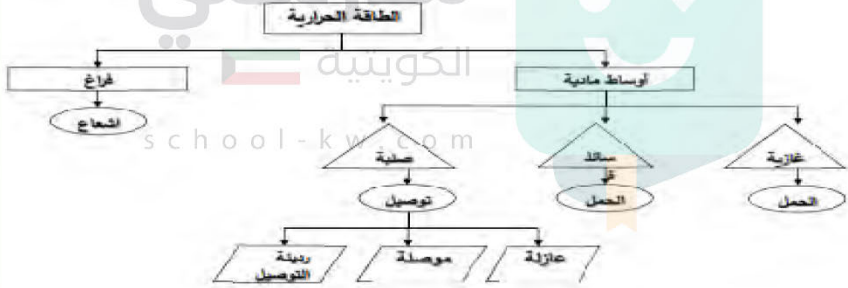 الطاقة الحرارية
أوساط مادية
فراغ
اشعاع
الكويتية
school-kw.com
غازية
سائلة
صلبة
الحمل
الحمل
توصيل
عازلة
موصلة
رديئة
التوصيل